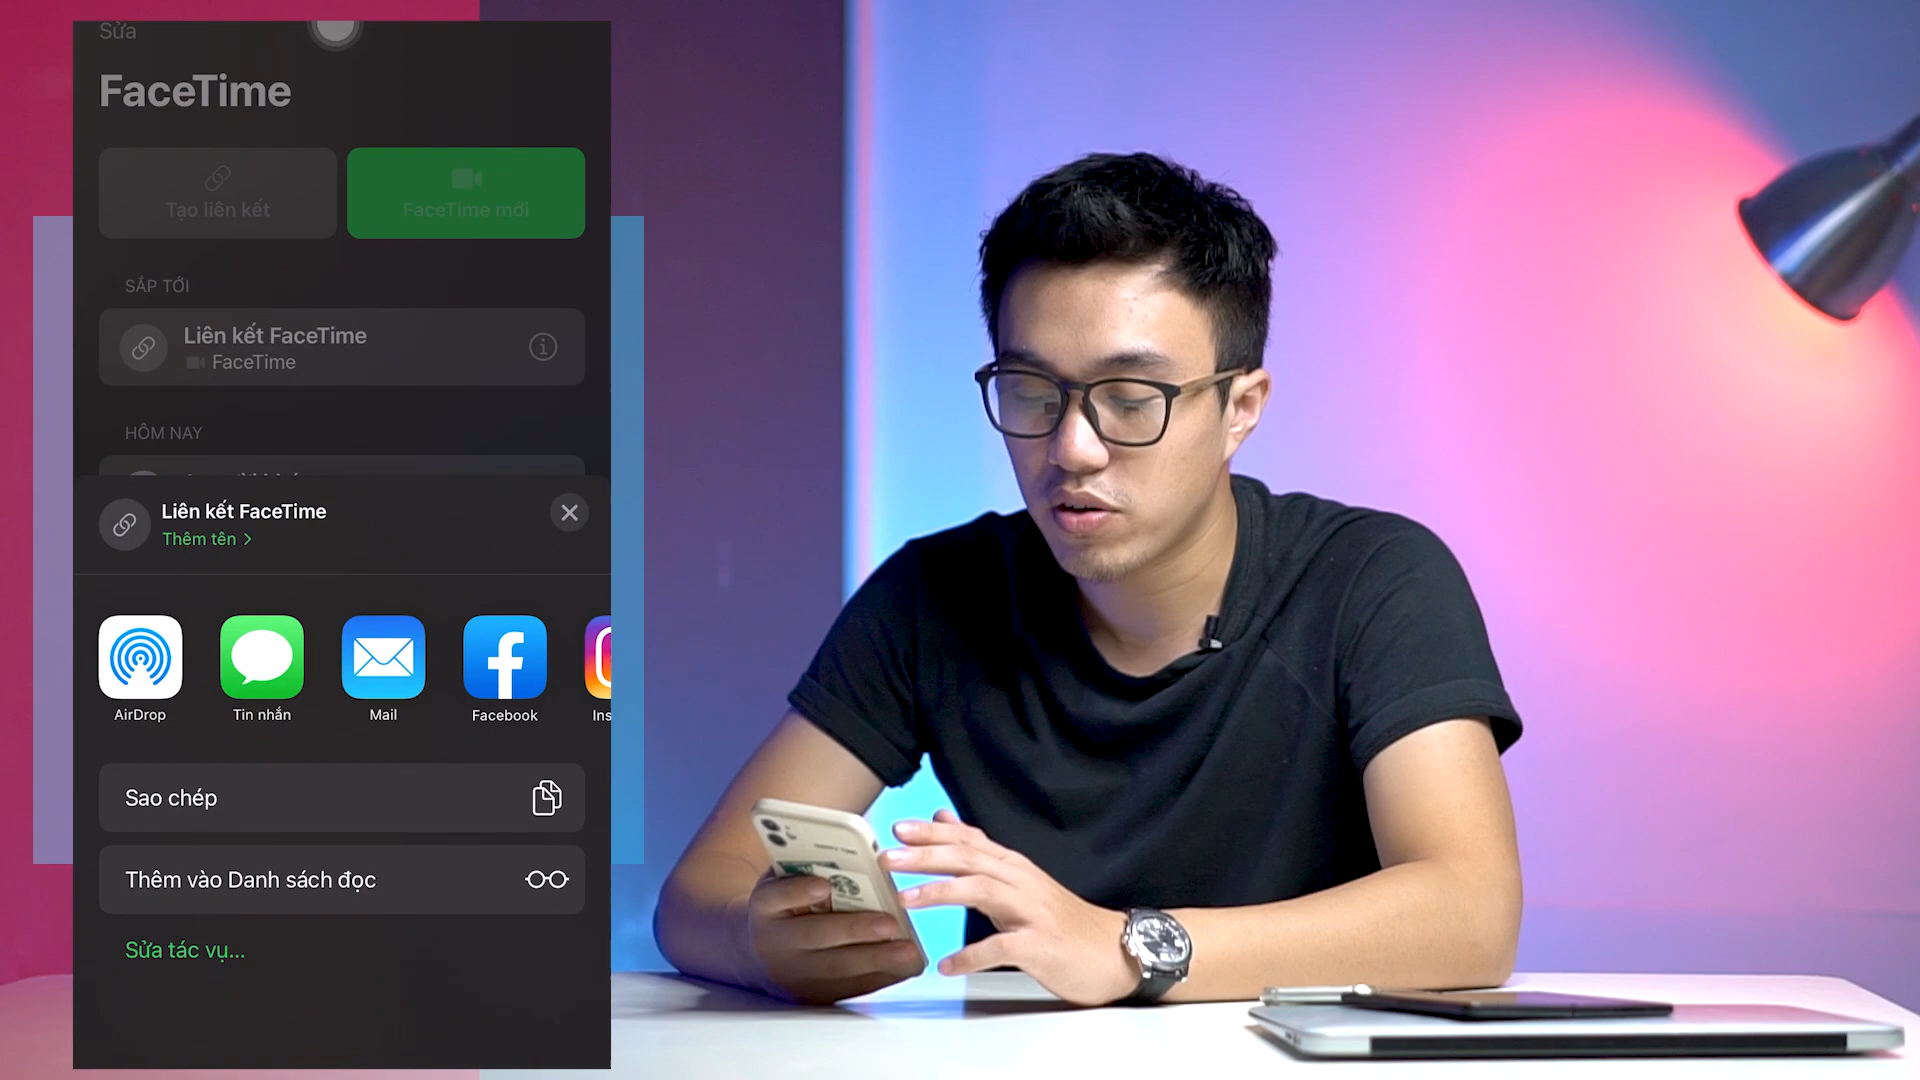 Sửa
FaceTime
Tạo liên kết
FaceTime mới
SẮP TỚI
Liên kết FaceTime
FaceTime
HÔM NAY
Liên kết FaceTime
Thêm tên >
AirDrop
Tin nhắn
Mail
Facebook
Ins
Sao chép
Thêm vào Danh sách đọc
Sửa tác vụ...